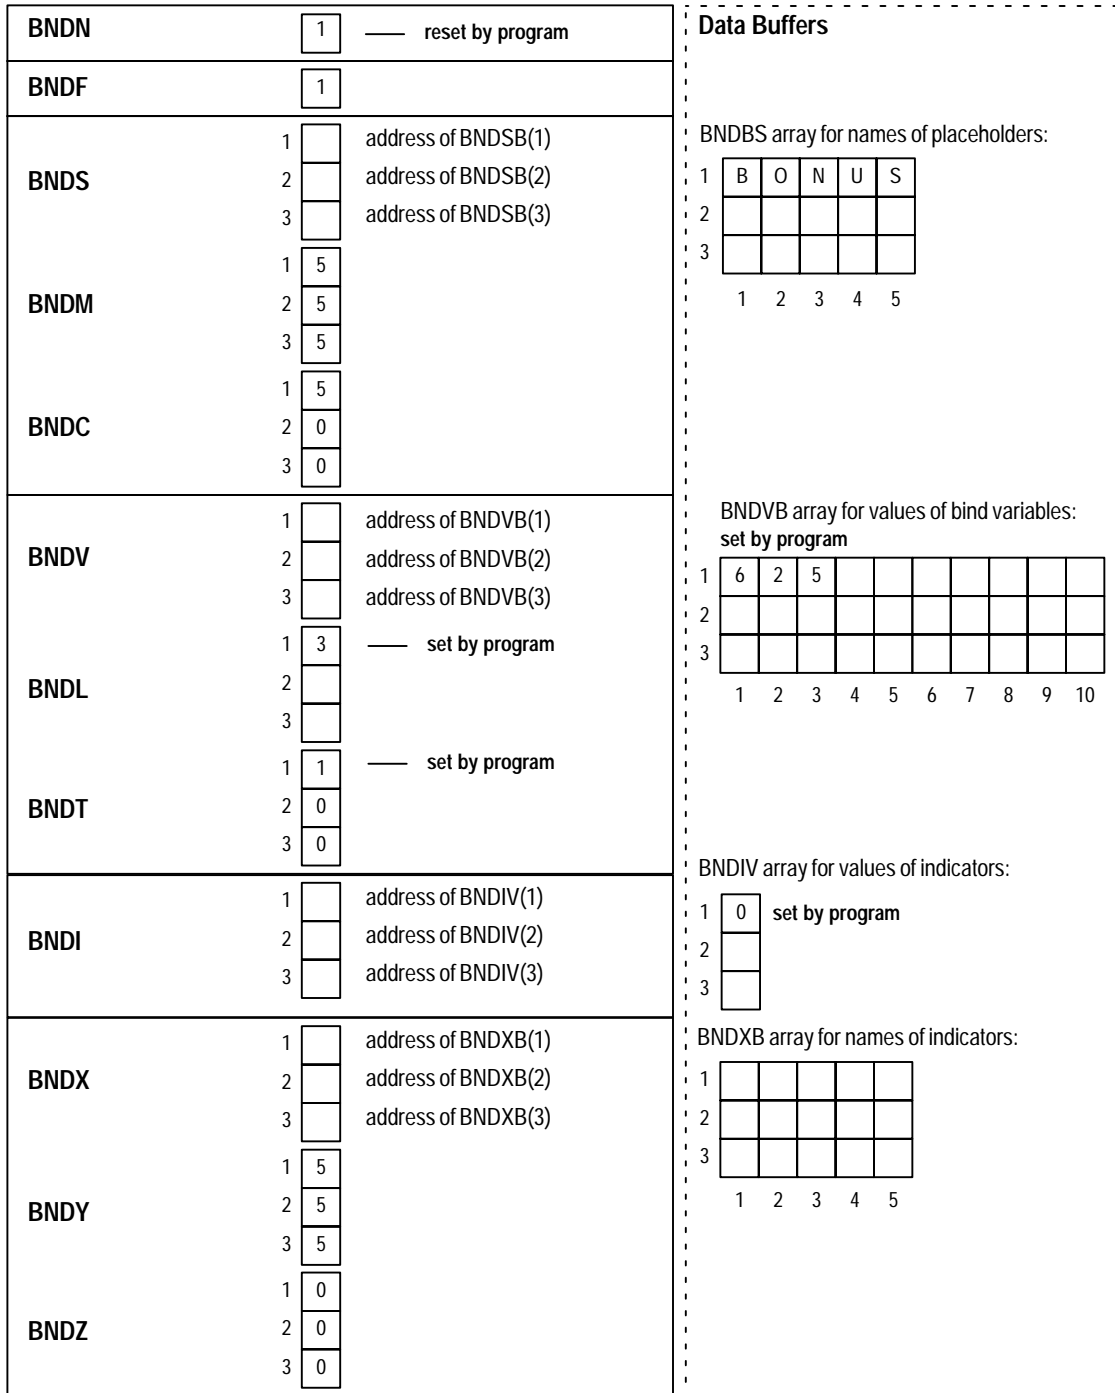 BNDN 1 reset by program
BNDF 1
1 address of BNDSB(1)
BNDS 2 address of BNDSB(2)
3 address of BNDSB(3)
1 5
BNDM 2 5
3 5
1 5
BNDC 2 0
3 0
1 address of BNDVB(1)
BNDV 2 address of BNDVB(2)
3 address of BNDVB(3)
1 3 set by program
BNDL 2
3
1 1 set by program
BNDT 2 0
3 0
1 address of BNDIV(1)
BNDI 2 address of BNDIV(2)
3 address of BNDIV(3)
1 address of BNDXB(1)
BNDX 2 address of BNDXB(2)
3 address of BNDXB(3)
1 5
BNDY 2 5
3 5
1 0
BNDZ 2 0
3 0
Data Buffers
BNDBS array for names of placeholders:
1 B O N U S
2
3
1 2 3 4 5
BNDVB array for values of bind variables:
set by program
1 6 2 5
2
3
1 2 3 4 5 6 7 8 9 10
BNDIV array for values of indicators:
1 0 set by program
2
3
BNDXB array for names of indicators:
1
2
3
1 2 3 4 5